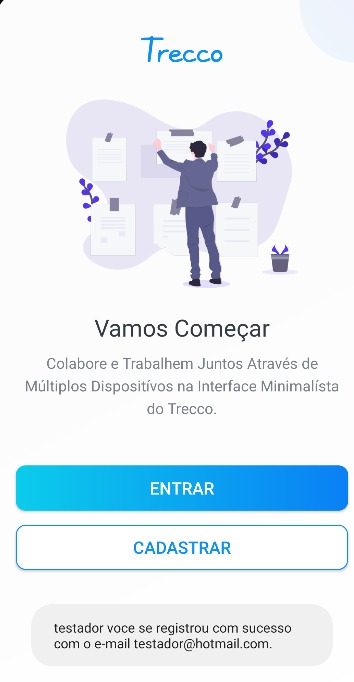 Trecco
Vamos Começar
Colabore e Trabalhem Juntos Através de
Múltiplos Dispositívos na Interface Minimalísta
do Trecco.
ENTRAR
CADASTRAR
testador voce se registrou com sucesso
com o e-mail testador@hotmail.com.